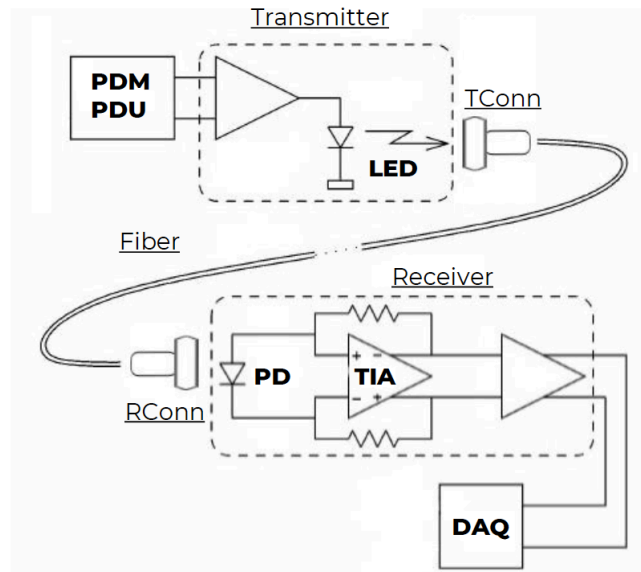 Transmitter
PDM
PDU
TConn
LED
Fiber
Receiver
+ −
PD
TIA
− +
RConn
DAQ